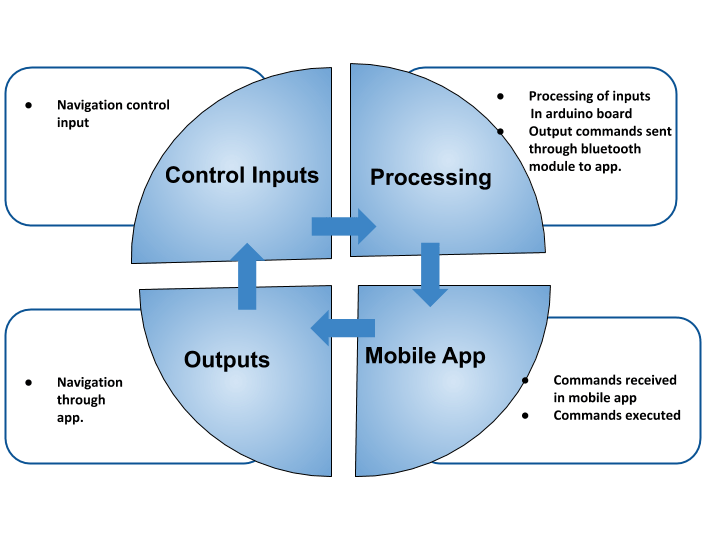 ● Navigation control
input
Control Inputs
● Processing of inputs
In arduino board
● Output commands sent
through bluetooth
module to app.
Processing
● Navigation
through
app.
Outputs
Mobile App
● Commands received
in mobile app
● Commands executed